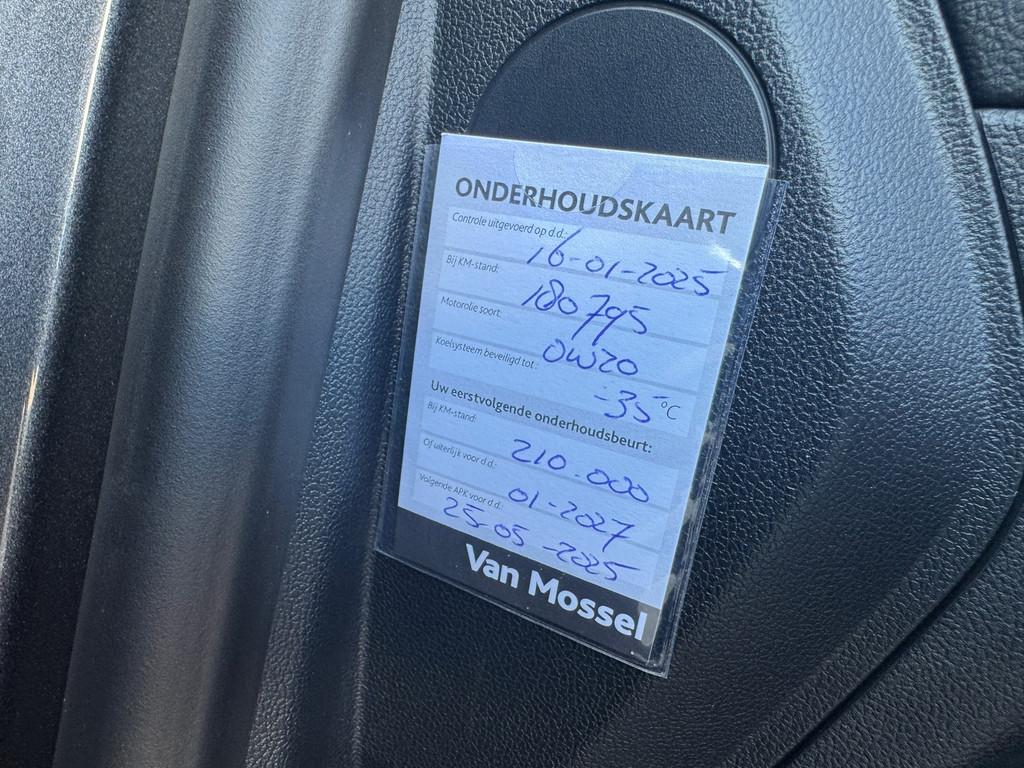 ONDERHOUDSKAART
Controle uitgevoerd op d.d.: 16-01-2025
Bij KM-stand: 180795
Motorolie soort: 0W20
Koelsysteem beveiligd tot: -35 °C
Uw eerstvolgende onderhoudsbeurt:
Bij KM-stand: 210.000
Of uiterlijk voor d.d.: 01-2027
Volgende APK voor d.d.: 25-05-2025
Van Mossel